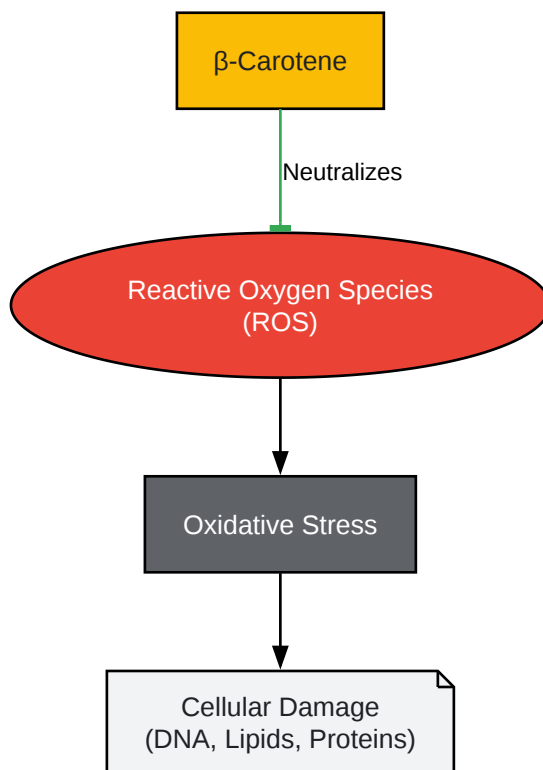 β-Carotene
Neutralizes
Reactive Oxygen Species
(ROS)
Oxidative Stress
Cellular Damage
(DNA, Lipids, Proteins)